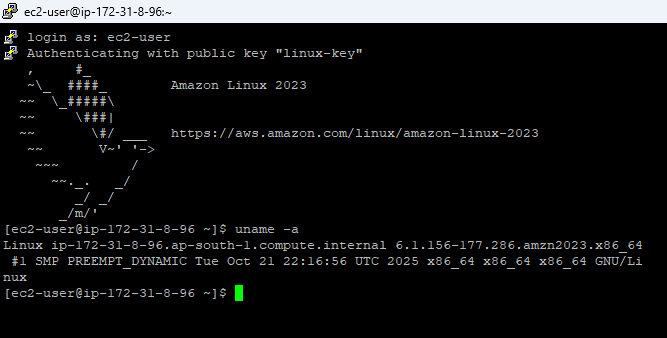 ec2-user@ip-172-31-8-96:~
login as: ec2-user
Authenticating with public key "linux-key"
   ,     #_
   ~\_  ####_        Amazon Linux 2023
  ~~  \_#####\
  ~~     \###|
  ~~       \#/ ___   https://aws.amazon.com/linux/amazon-linux-2023
   ~~       V~' '->
    ~~~         /
      ~~._.   _/
         _/ _/
       _/m/'
[ec2-user@ip-172-31-8-96 ~]$ uname -a
Linux ip-172-31-8-96.ap-south-1.compute.internal 6.1.156-177.286.amzn2023.x86_64
 #1 SMP PREEMPT_DYNAMIC Tue Oct 21 22:16:56 UTC 2025 x86_64 x86_64 x86_64 GNU/Li
nux
[ec2-user@ip-172-31-8-96 ~]$